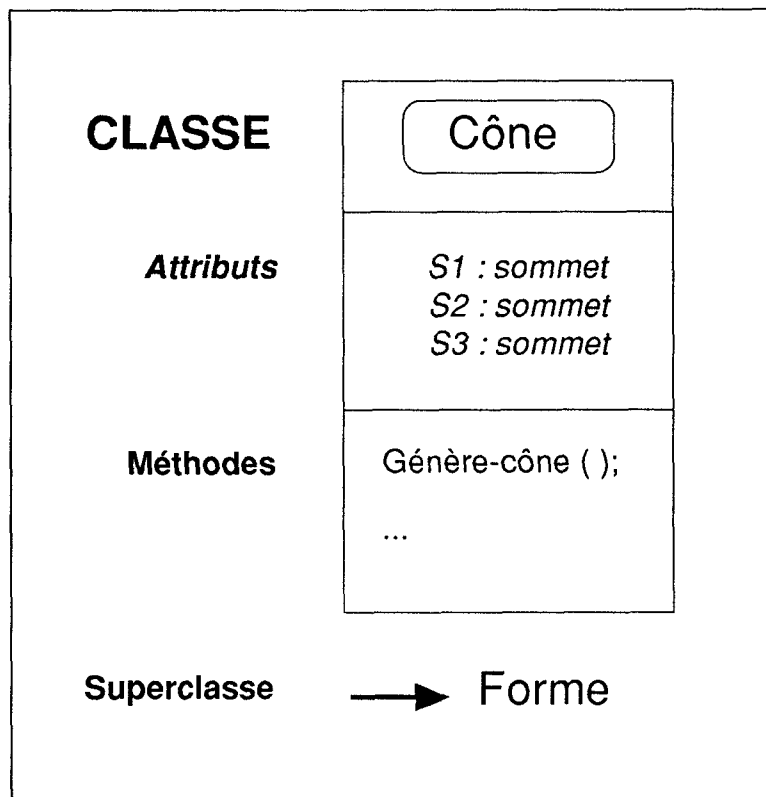 CLASSE Cône
Attributs S1 : sommet
S2 : sommet
S3 : sommet
Méthodes Génère-cône ( );
...
Superclasse Forme